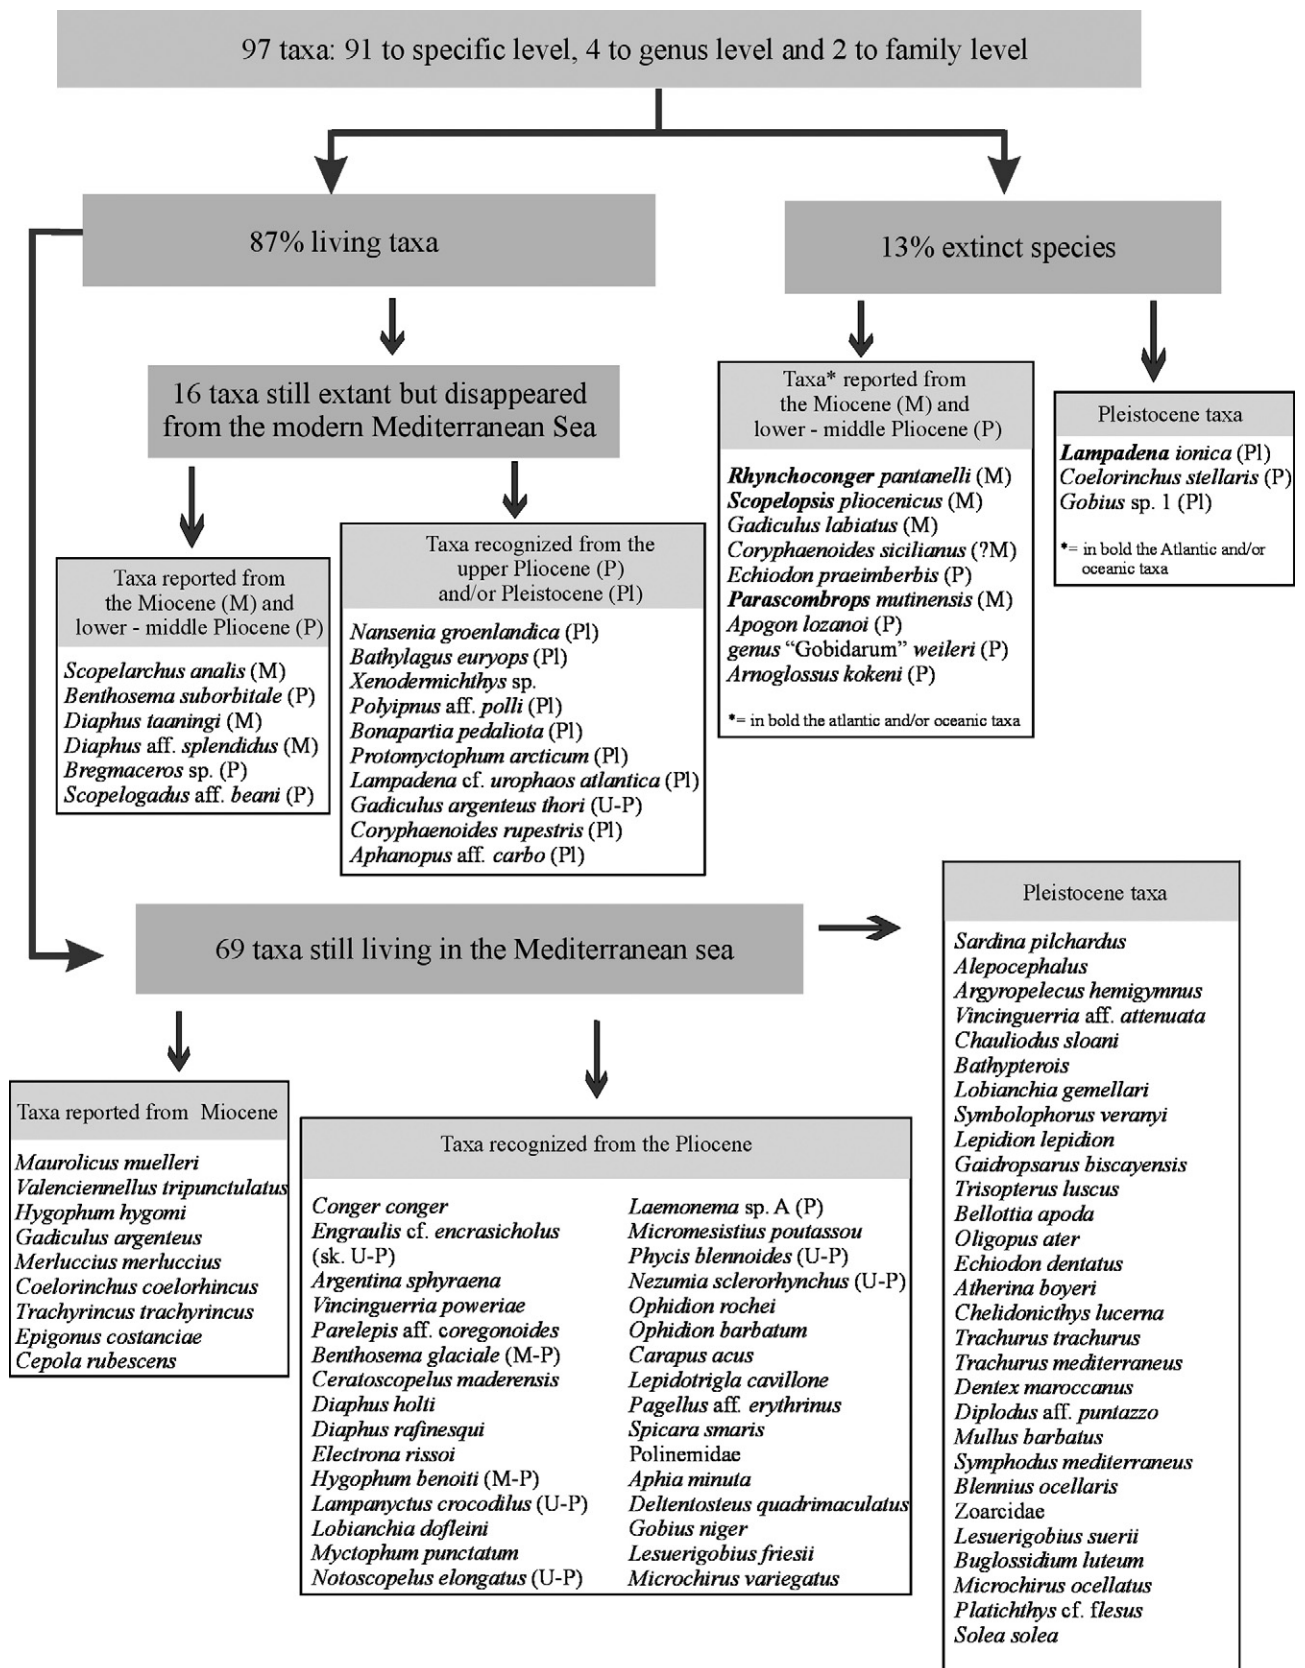 97 taxa: 91 to specific level, 4 to genus level and 2 to family level
87% living taxa
13% extinct species
16 taxa still extant but disappeared
from the modern Mediterranean Sea
Taxa reported from
the Miocene (M) and
lower - middle Pliocene (P)
Scopelarchus analis (M)
Benthosema suborbitale (P)
Diaphus taaningi (M)
Diaphus aff. splendidus (M)
Bregmaceros sp. (P)
Scopelogadus aff. beani (P)
Taxa recognized from the
upper Pliocene (P)
and/or Pleistocene (Pl)
Nansenia groenlandica (Pl)
Bathylagus euryops (Pl)
Xenodermichthys sp.
Polyipnus aff. polli (Pl)
Bonapartia pedaliota (Pl)
Protomyctophum arcticum (Pl)
Lampadena cf. urophaos atlantica (Pl)
Gadiculus argenteus thori (U-P)
Coryphaenoides rupestris (Pl)
Aphanopus aff. carbo (Pl)
Taxa* reported from
the Miocene (M) and
lower - middle Pliocene (P)
Rhynchoconger pantanelli (M)
Scopelopsis pliocenicus (M)
Gadiculus labiatus (M)
Coryphaenoides sicilianus (?M)
Echiodon praeimberbis (P)
Parascombrops mutinensis (M)
Apogon lozanoi (P)
genus “Gobidarum” weileri (P)
Arnoglossus kokeni (P)
*= in bold the atlantic and/or oceanic taxa
Pleistocene taxa
Lampadena ionica (Pl)
Coelorinchus stellaris (P)
Gobius sp. 1 (Pl)
*= in bold the Atlantic and/or
oceanic taxa
69 taxa still living in the Mediterranean sea
Taxa reported from Miocene
Maurolicus muelleri
Valenciennellus tripunctulatus
Hygophum hygomi
Gadiculus argenteus
Merluccius merluccius
Coelorinchus coelorhincus
Trachyrincus trachyrincus
Epigonus costanciae
Cepola rubescens
Taxa recognized from the Pliocene
Conger conger
Engraulis cf. encrasicholus
(sk. U-P)
Argentina sphyraena
Vincinguerria poweriae
Parelepis aff. coregonoides
Benthosema glaciale (M-P)
Ceratoscopelus maderensis
Diaphus holti
Diaphus rafinesqui
Electrona rissoi
Hygophum benoiti (M-P)
Lampanyctus crocodilus (U-P)
Lobianchia dofleini
Myctophum punctatum
Notoscopelus elongatus (U-P)
Laemonema sp. A (P)
Micromesistius poutassou
Phycis blennoides (U-P)
Nezumia sclerorhynchus (U-P)
Ophidion rochei
Ophidion barbatum
Carapus acus
Lepidotrigla cavillone
Pagellus aff. erythrinus
Spicara smaris
Polinemidae
Aphia minuta
Deltentosteus quadrimaculatus
Gobius niger
Lesuerigobius friesii
Microchirus variegatus
Pleistocene taxa
Sardina pilchardus
Alepocephalus
Argyropelecus hemigymnus
Vincinguerria aff. attenuata
Chauliodus sloani
Bathypterois
Lobianchia gemellari
Symbolophorus veranyi
Lepidion lepidion
Gaidropsarus biscayensis
Trisopterus luscus
Bellottia apoda
Oligopus ater
Echiodon dentatus
Atherina boyeri
Chelidonicthys lucerna
Trachurus trachurus
Trachurus mediterraneus
Dentex maroccanus
Diplodus aff. puntazzo
Mullus barbatus
Symphodus mediterraneus
Blennius ocellaris
Zoarcidae
Lesuerigobius suerii
Buglossidium luteum
Microchirus ocellatus
Platichthys cf. flesus
Solea solea